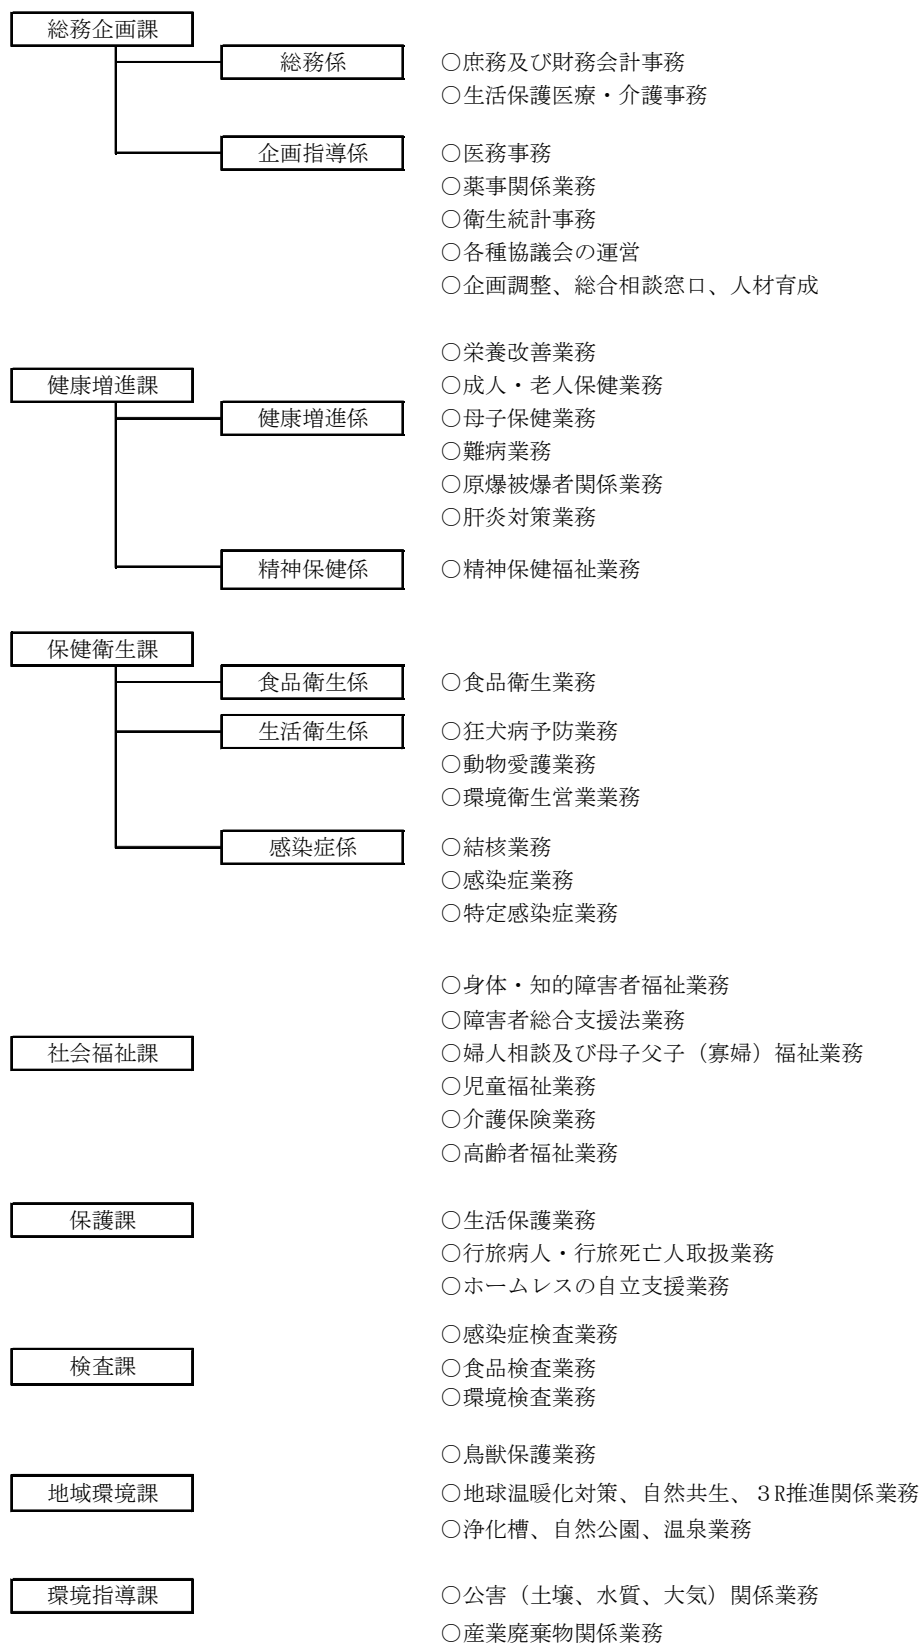 総務企画課
総務係 ○庶務及び財務会計事務
○生活保護医療・介護事務
企画指導係 ○医務事務
○薬事関係業務
○衛生統計事務
○各種協議会の運営
○企画調整、総合相談窓口、人材育成
○栄養改善業務
健康増進課 ○成人・老人保健業務
健康増進係 ○母子保健業務
○難病業務
○原爆被爆者関係業務
○肝炎対策業務
精神保健係 ○精神保健福祉業務
保健衛生課
食品衛生係 ○食品衛生業務
生活衛生係 ○狂犬病予防業務
○動物愛護業務
○環境衛生営業業務
感染症係 ○結核業務
○感染症業務
○特定感染症業務
○身体・知的障害者福祉業務
○障害者総合支援法業務
社会福祉課 ○婦人相談及び母子父子（寡婦）福祉業務
○児童福祉業務
○介護保険業務
○高齢者福祉業務
保護課 ○生活保護業務
○行旅病人・行旅死亡人取扱業務
○ホームレスの自立支援業務
○感染症検査業務
検査課 ○食品検査業務
○環境検査業務
○鳥獣保護業務
地域環境課 ○地球温暖化対策、自然共生、３R推進関係業務
○浄化槽、自然公園、温泉業務
環境指導課 ○公害（土壌、水質、大気）関係業務
○産業廃棄物関係業務